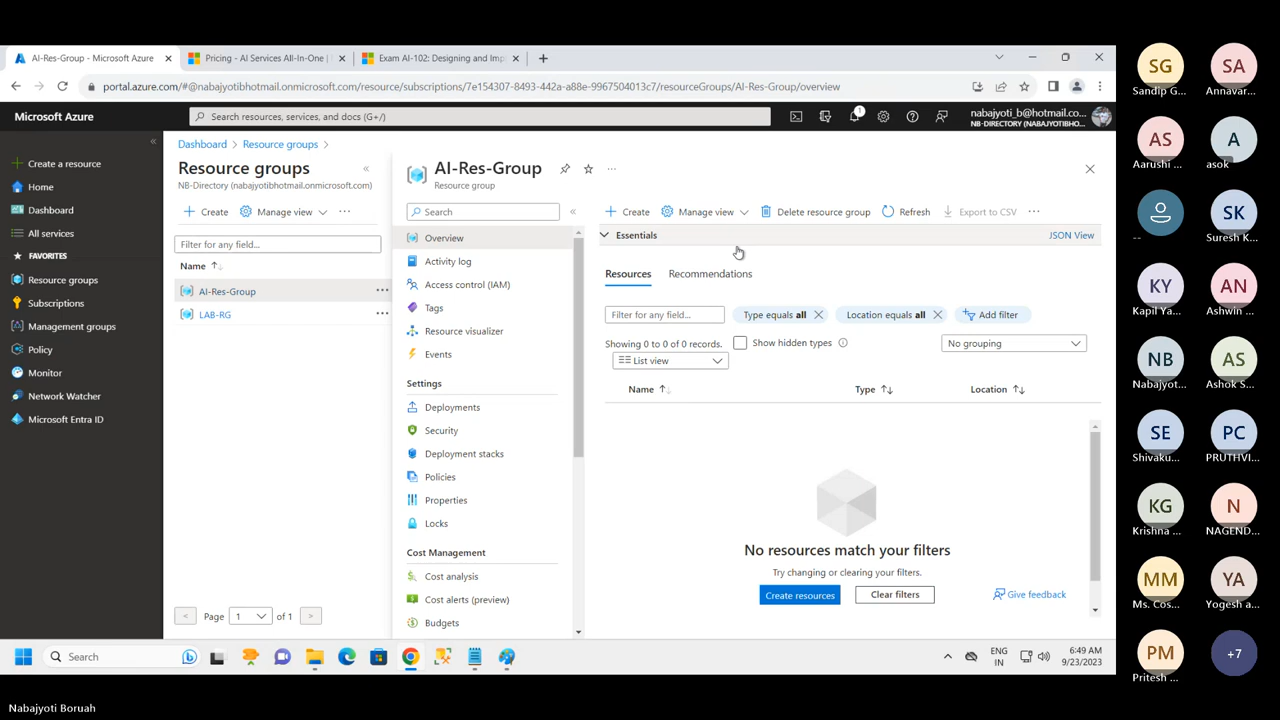 AI-Res-Group - Microsoft Azure
Pricing - AI Services All-In-One |
Exam AI-102: Designing and Imp
portal.azure.com/#@nabajyotibhotmail.onmicrosoft.com/resource/subscriptions/7e154307-8493-442a-a88e-9967504013c7/resourceGroups/AI-Res-Group/overview
Microsoft Azure
Search resources, services, and docs (G+/)
1
nabajyoti_b@hotmail.co...
NB-DIRECTORY (NABAJYOTIBHOTM...
Create a resource
Home
Dashboard
All services
FAVORITES
Resource groups
Subscriptions
Management groups
Policy
Monitor
Network Watcher
Microsoft Entra ID
Dashboard > Resource groups >
Resource groups
NB-Directory (nabajyotibhotmail.onmicrosoft.com)
Create
Manage view
Filter for any field...
Name
AI-Res-Group
LAB-RG
Page 1 of 1
AI-Res-Group
Resource group
Search
Overview
Activity log
Access control (IAM)
Tags
Resource visualizer
Events
Settings
Deployments
Security
Deployment stacks
Policies
Properties
Locks
Cost Management
Cost analysis
Cost alerts (preview)
Budgets
Create
Manage view
Delete resource group
Refresh
Export to CSV
Essentials
JSON View
Resources
Recommendations
Filter for any field...
Type equals all
Location equals all
Add filter
Showing 0 to 0 of 0 records.
Show hidden types
No grouping
List view
Name
Type
Location
No resources match your filters
Try changing or clearing your filters.
Create resources
Clear filters
Give feedback
Search
ENG
IN
6:49 AM
9/23/2023
SG
Sandip G...
SA
Annavar...
AS
Aarushi ...
A
asok
--
SK
Suresh K...
KY
Kapil Ya...
AN
Ashwin ...
NB
Nabajyot...
AS
Ashok S...
SE
Shivaku...
PC
PRUTHVI...
KG
Krishna ...
N
NAGEND...
MM
Ms. Cos...
YA
Yogesh a...
PM
Pritesh ...
+7
Nabajyoti Boruah